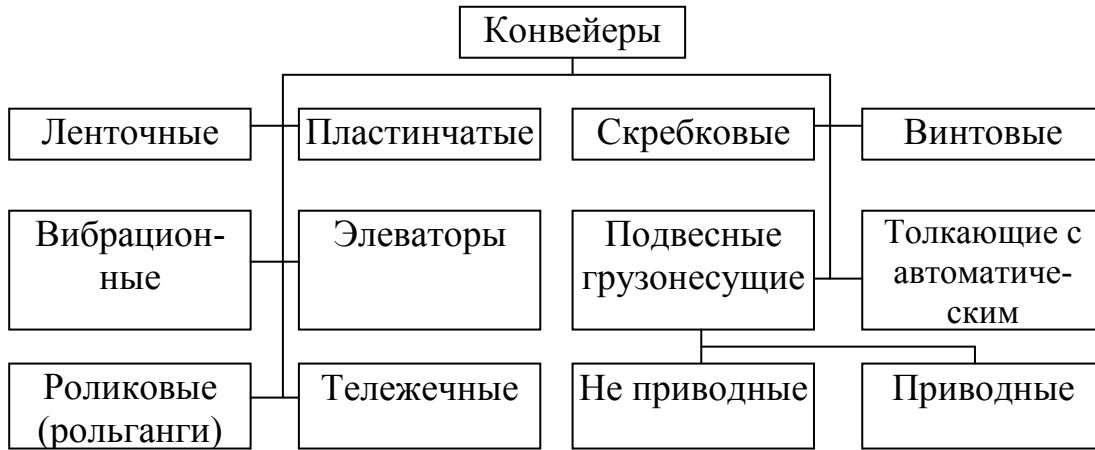 Конвейеры
Ленточные
Пластинчатые
Скребковые
Винтовые
Вибрацион-
ные
Элеваторы
Подвесные
грузонесущие
Толкающие с
автоматиче-
ским
Роликовые
(рольганги)
Тележечные
Не приводные
Приводные